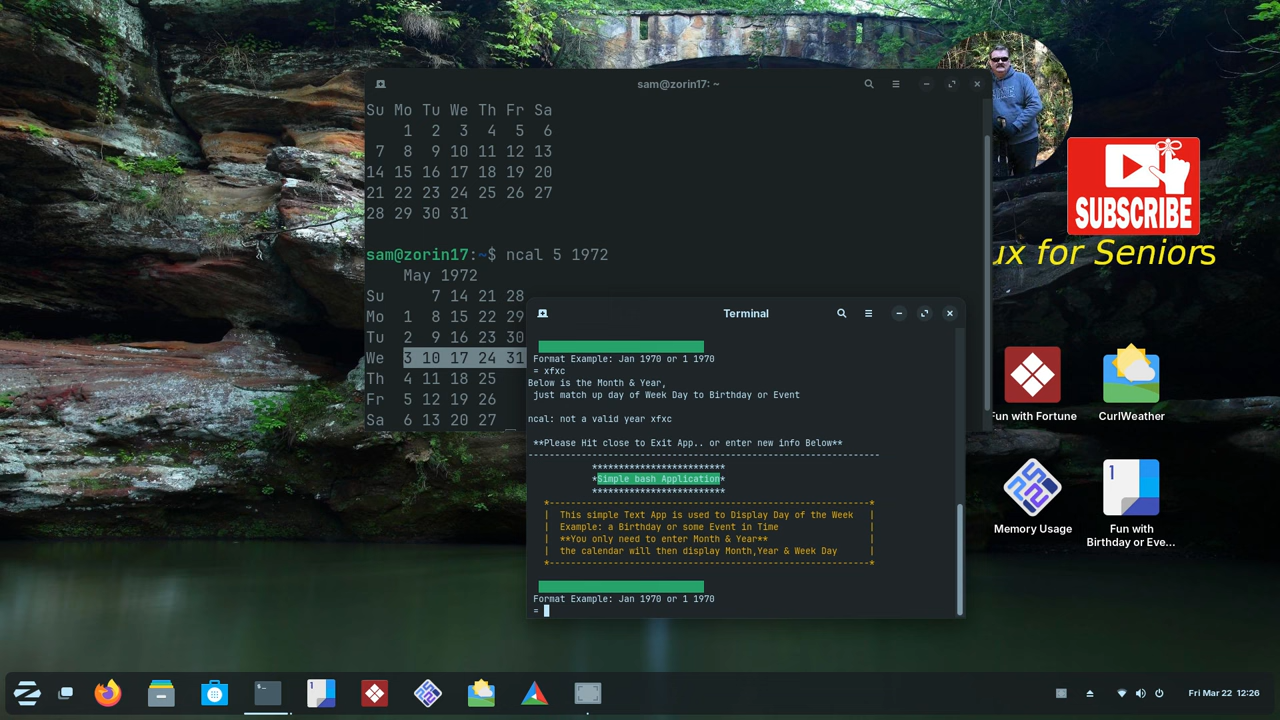 sam@zorin17: ~
Su Mo Tu We Th Fr Sa
1 2 3 4 5 6
7 8 9 10 11 12 13
14 15 16 17 18 19 20
21 22 23 24 25 26 27
28 29 30 31
sam@zorin17:~$ ncal 5 1972
May 1972
Su 7 14 21 28
Mo 1 8 15 22 29
Tu 2 9 16 23 30
We 3 10 17 24 31
Th 4 11 18 25
Fr 5 12 19 26
Sa 6 13 20 27
Terminal
Format Example: Jan 1970 or 1 1970
= xfxc
Below is the Month & Year,
just match up day of Week Day to Birthday or Event
ncal: not a valid year xfxc
**Please Hit close to Exit App.. or enter new info Below**
------------------------------------------------------------------
*************************
*Simple bash Application*
*************************
*------------------------------------------------------------*
| This simple Text App is used to Display Day of the Week |
| Example: a Birthday or some Event in Time |
| **You only need to enter Month & Year** |
| the calendar will then display Month,Year & Week Day |
*------------------------------------------------------------*
Format Example: Jan 1970 or 1 1970
=
SUBSCRIBE
ux for Seniors
Fun with Fortune
CurlWeather
1
Memory Usage
Fun with
Birthday or Eve...
1
Fri Mar 22 12:26